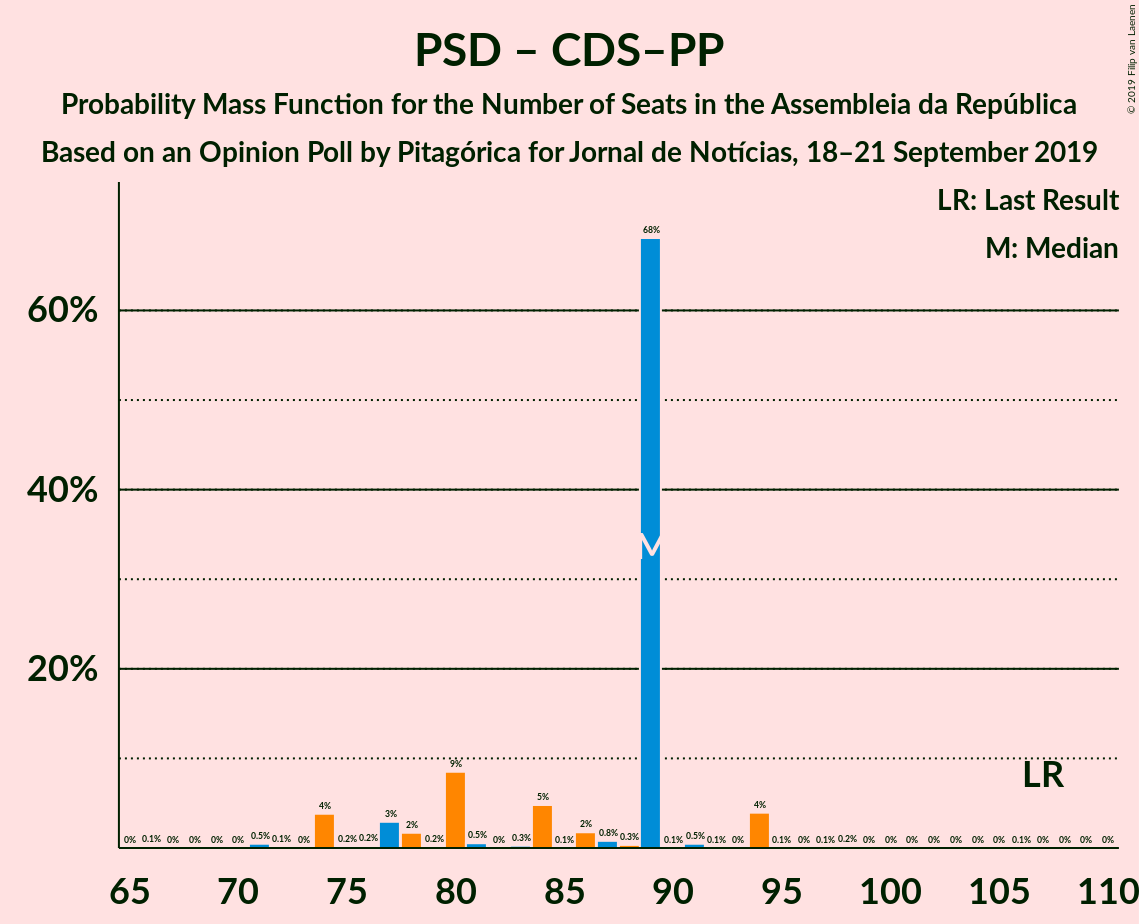 PSD – CDS–PP
Probability Mass Function for the Number of Seats in the Assembleia da República
Based on an Opinion Poll by Pitagórica for Jornal de Notícias, 18–21 September 2019
© 2019 Filip van Laenen
LR: Last Result
M: Median
60%
40%
20%
68%
M
LR
0% 0.1% 0% 0% 0% 0% 0.5% 0.1% 0% 4% 0.2% 0.2% 3% 2% 0.2% 9% 0.5% 0% 0.3% 5% 0.1% 2% 0.8% 0.3% 0.1% 0.5% 0.1% 0% 4% 0.1% 0% 0.1% 0.2% 0% 0% 0% 0% 0% 0% 0% 0.1% 0% 0% 0% 0%
65 70 75 80 85 90 95 100 105 110